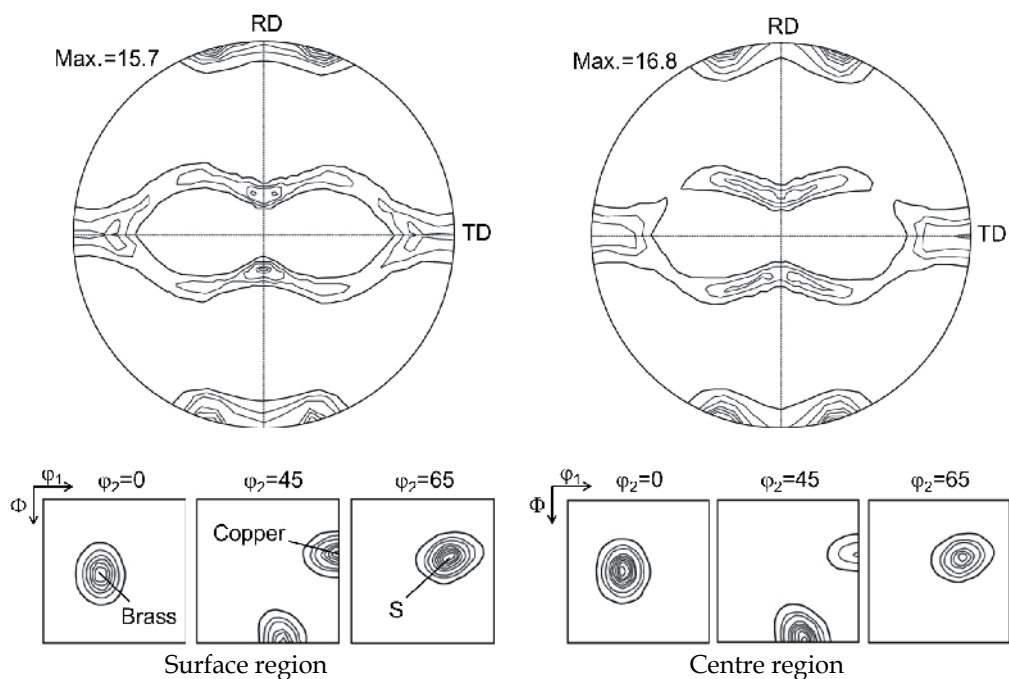 RD
Max.=15.7
TD
φ₁
Φ
φ₂=0
φ₂=45
φ₂=65
Copper
Brass
S
Surface region
RD
Max.=16.8
TD
φ₁
Φ
φ₂=0
φ₂=45
φ₂=65
Centre region